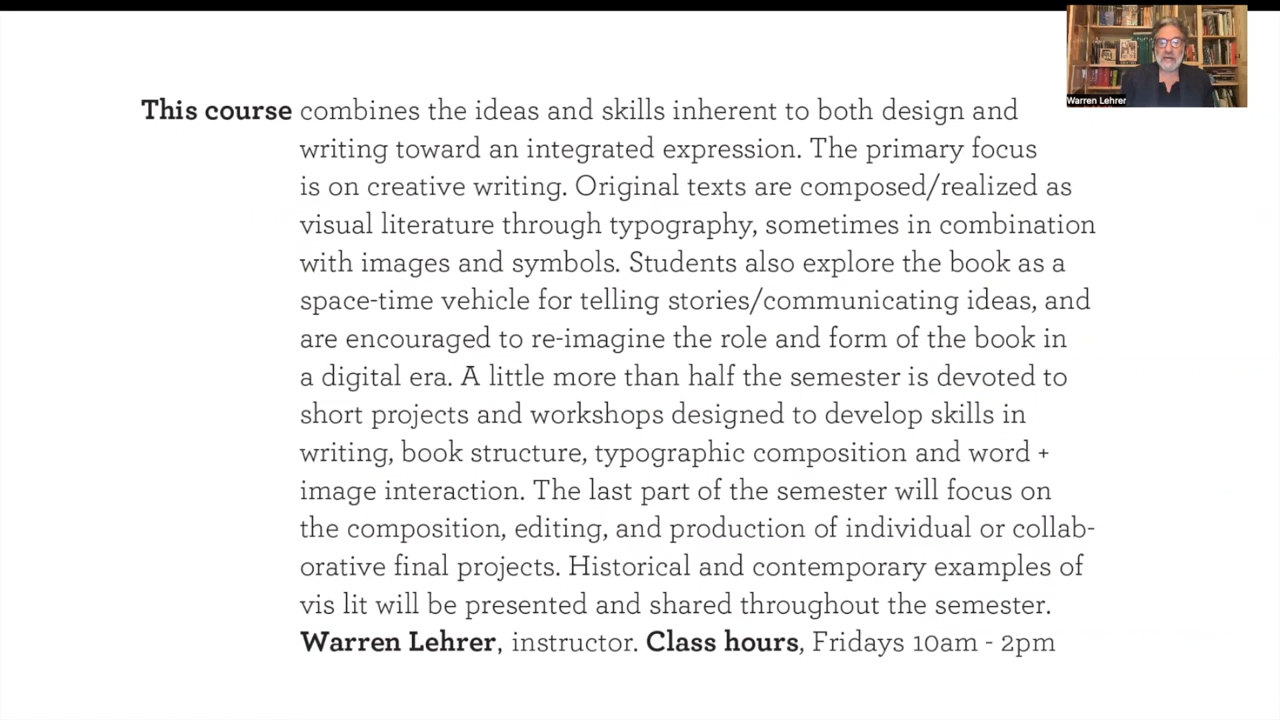 Warren Lehrer
This course combines the ideas and skills inherent to both design and
writing toward an integrated expression. The primary focus
is on creative writing. Original texts are composed/realized as
visual literature through typography, sometimes in combination
with images and symbols. Students also explore the book as a
space-time vehicle for telling stories/communicating ideas, and
are encouraged to re-imagine the role and form of the book in
a digital era. A little more than half the semester is devoted to
short projects and workshops designed to develop skills in
writing, book structure, typographic composition and word +
image interaction. The last part of the semester will focus on
the composition, editing, and production of individual or collab-
orative final projects. Historical and contemporary examples of
vis lit will be presented and shared throughout the semester.
Warren Lehrer, instructor. Class hours, Fridays 10am - 2pm